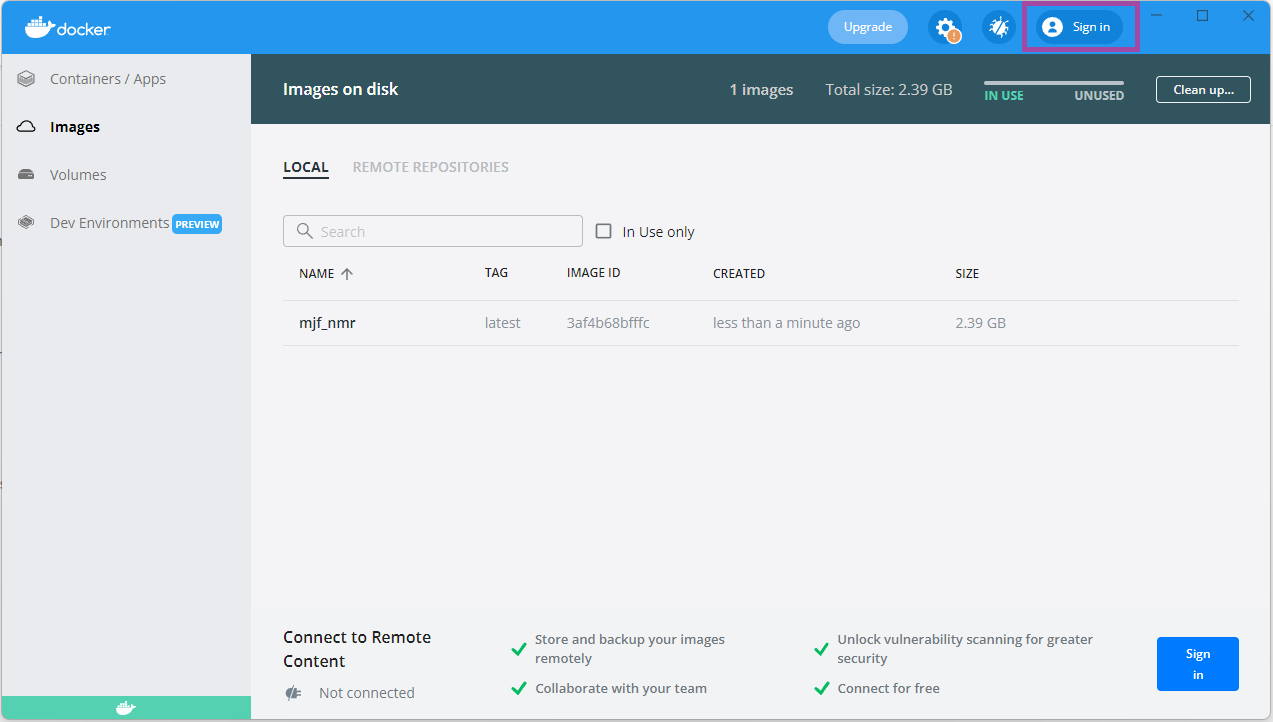 docker
Upgrade
Sign in
Containers / Apps
Images
Volumes
Dev Environments PREVIEW
Images on disk
1 images
Total size: 2.39 GB
IN USE
UNUSED
Clean up...
LOCAL
REMOTE REPOSITORIES
Search
In Use only
NAME TAG IMAGE ID CREATED SIZE
mjf_nmr latest 3af4b68bfffc less than a minute ago 2.39 GB
Connect to Remote
Content
Not connected
Store and backup your images
remotely
Collaborate with your team
Unlock vulnerability scanning for greater
security
Connect for free
Sign
in